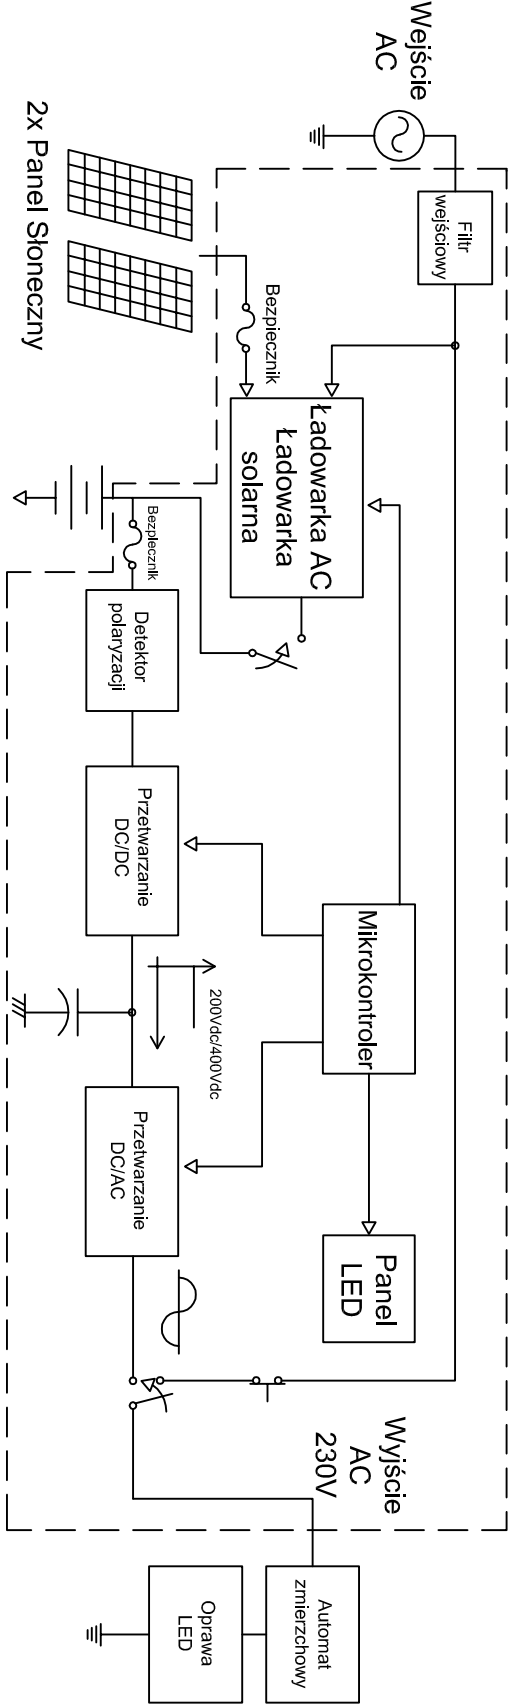 Wejście
AC
Filtr
wejściowy
2x Panel Słoneczny
Bezpiecznik
Ładowarka AC
Ładowarka
solarna
Bezpiecznik
Detektor
polaryzacji
Przetwarzanie
DC/DC
200Vdc/400Vdc
Mikrokontroler
Przetwarzanie
DC/AC
Panel
LED
Wyjście
AC
230V
Automat
zmierzchowy
Oprawa
LED